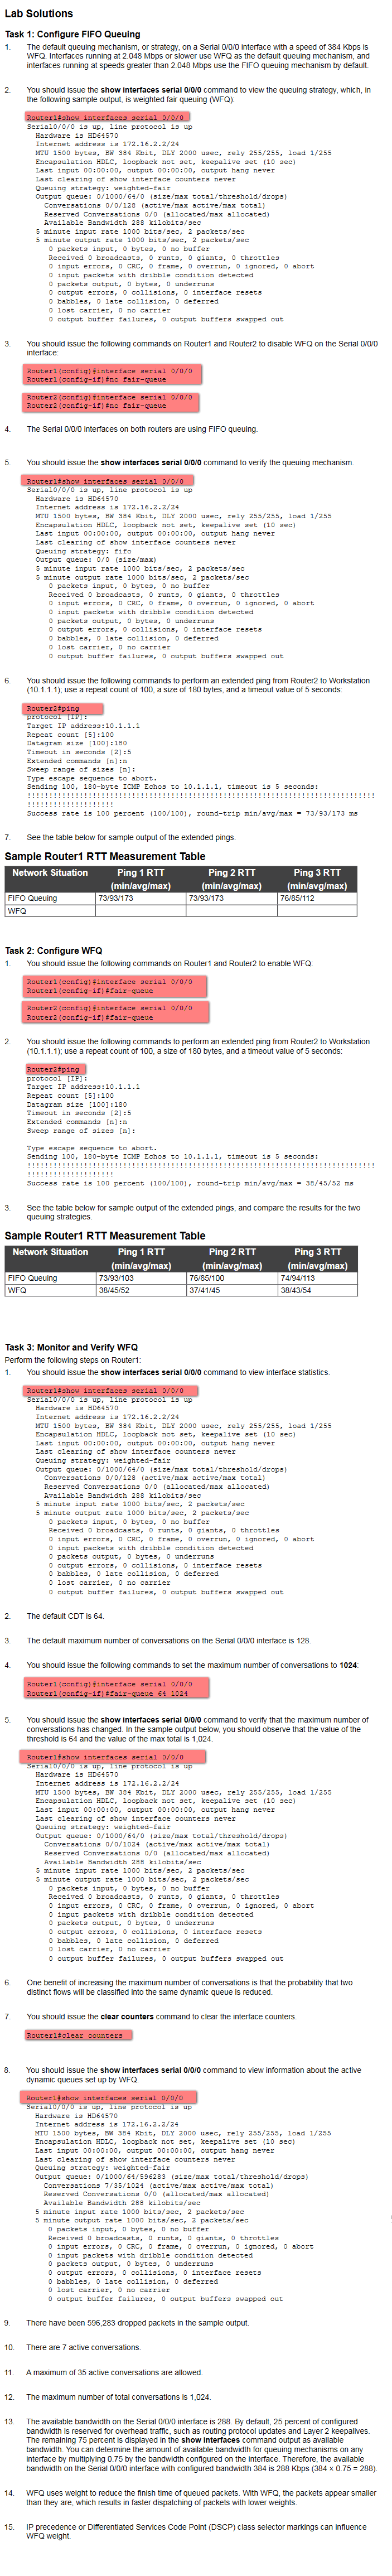 Lab Solutions
Task 1: Configure FIFO Queuing
1. The default queuing mechanism, or strategy, on a Serial 0/0/0 interface with a speed of 384 Kbps is
WFQ. Interfaces running at 2.048 Mbps or slower use WFQ as the default queuing mechanism, and
interfaces running at speeds greater than 2.048 Mbps use the FIFO queuing mechanism by default.
2. You should issue the show interfaces serial 0/0/0 command to view the queuing strategy, which, in
the following sample output, is weighted fair queuing (WFQ):
Router1#show interfaces serial 0/0/0
Serial0/0/0 is up, line protocol is up
Hardware is HD64570
Internet address is 172.16.2.2/24
MTU 1500 bytes, BW 384 Kbit, DLY 2000 usec, rely 255/255, load 1/255
Encapsulation HDLC, loopback not set, keepalive set (10 sec)
Last input 00:00:00, output 00:00:00, output hang never
Last clearing of show interface counters never
Queuing strategy: weighted-fair
Output queue: 0/1000/64/0 (size/max total/threshold/drops)
Conversations 0/0/128 (active/max active/max total)
Reserved Conversations 0/0 (allocated/max allocated)
Available Bandwidth 288 kilobits/sec
5 minute input rate 1000 bits/sec, 2 packets/sec
5 minute output rate 1000 bits/sec, 2 packets/sec
0 packets input, 0 bytes, 0 no buffer
Received 0 broadcasts, 0 runts, 0 giants, 0 throttles
0 input errors, 0 CRC, 0 frame, 0 overrun, 0 ignored, 0 abort
0 input packets with dribble condition detected
0 packets output, 0 bytes, 0 underruns
0 output errors, 0 collisions, 0 interface resets
0 babbles, 0 late collision, 0 deferred
0 lost carrier, 0 no carrier
0 output buffer failures, 0 output buffers swapped out
3. You should issue the following commands on Router1 and Router2 to disable WFQ on the Serial 0/0/0
interface:
Router1(config)#interface serial 0/0/0
Router1(config-if)#no fair-queue
Router2(config)#interface serial 0/0/0
Router2(config-if)#no fair-queue
4. The Serial 0/0/0 interfaces on both routers are using FIFO queuing.
5. You should issue the show interfaces serial 0/0/0 command to verify the queuing mechanism.
Router1#show interfaces serial 0/0/0
Serial0/0/0 is up, line protocol is up
Hardware is HD64570
Internet address is 172.16.2.2/24
MTU 1500 bytes, BW 384 Kbit, DLY 2000 usec, rely 255/255, load 1/255
Encapsulation HDLC, loopback not set, keepalive set (10 sec)
Last input 00:00:00, output 00:00:00, output hang never
Last clearing of show interface counters never
Queuing strategy: fifo
Output queue: 0/0 (size/max)
5 minute input rate 1000 bits/sec, 2 packets/sec
5 minute output rate 1000 bits/sec, 2 packets/sec
0 packets input, 0 bytes, 0 no buffer
Received 0 broadcasts, 0 runts, 0 giants, 0 throttles
0 input errors, 0 CRC, 0 frame, 0 overrun, 0 ignored, 0 abort
0 input packets with dribble condition detected
0 packets output, 0 bytes, 0 underruns
0 output errors, 0 collisions, 0 interface resets
0 babbles, 0 late collision, 0 deferred
0 lost carrier, 0 no carrier
0 output buffer failures, 0 output buffers swapped out
6. You should issue the following commands to perform an extended ping from Router2 to Workstation
(10.1.1.1); use a repeat count of 100, a size of 180 bytes, and a timeout value of 5 seconds:
Router2#ping
protocol [IP]:
Target IP address:10.1.1.1
Repeat count [5]:100
Datagram size [100]:180
Timeout in seconds [2]:5
Extended commands [n]:
Sweep range of sizes [n]:
Type escape sequence to abort.
Sending 100, 180-byte ICMP Echos to 10.1.1.1, timeout is 5 seconds:
!!!!!!!!!!!!!!!!!!!!!!!!!!!!!!!!!!!!!!!!!!!!!!!!!!!!!!!!!!!!!!!!!!!!!!!!!!!!!!!!
!!!!!!!!!!!!!!!!!!!!
Success rate is 100 percent (100/100), round-trip min/avg/max = 73/93/173 ms
7. See the table below for sample output of the extended pings.
Sample Router1 RTT Measurement Table
Network Situation Ping 1 RTT Ping 2 RTT Ping 3 RTT
(min/avg/max) (min/avg/max) (min/avg/max)
FIFO Queuing 73/93/173 73/93/173 76/85/112
WFQ
Task 2: Configure WFQ
1. You should issue the following commands on Router1 and Router2 to enable WFQ:
Router1(config)#interface serial 0/0/0
Router1(config-if)#fair-queue
Router2(config)#interface serial 0/0/0
Router2(config-if)#fair-queue
2. You should issue the following commands to perform an extended ping from Router2 to Workstation
(10.1.1.1); use a repeat count of 100, a size of 180 bytes, and a timeout value of 5 seconds:
Router2#ping
protocol [IP]:
Target IP address:10.1.1.1
Repeat count [5]:100
Datagram size [100]:180
Timeout in seconds [2]:5
Extended commands [n]:n
Sweep range of sizes [n]:
Type escape sequence to abort.
Sending 100, 180-byte ICMP Echos to 10.1.1.1, timeout is 5 seconds:
!!!!!!!!!!!!!!!!!!!!!!!!!!!!!!!!!!!!!!!!!!!!!!!!!!!!!!!!!!!!!!!!!!!!!!!!!!!!!!!!
!!!!!!!!!!!!!!!!!!!!
Success rate is 100 percent (100/100), round-trip min/avg/max = 38/45/52 ms
3. See the table below for sample output of the extended pings, and compare the results for the two
queuing strategies.
Sample Router1 RTT Measurement Table
Network Situation Ping 1 RTT Ping 2 RTT Ping 3 RTT
(min/avg/max) (min/avg/max) (min/avg/max)
FIFO Queuing 73/93/103 76/85/100 74/94/113
WFQ 38/45/52 37/41/45 38/43/54
Task 3: Monitor and Verify WFQ
Perform the following steps on Router1:
1. You should issue the show interfaces serial 0/0/0 command to view interface statistics.
Router1#show interfaces serial 0/0/0
Serial0/0/0 is up, line protocol is up
Hardware is HD64570
Internet address is 172.16.2.2/24
MTU 1500 bytes, BW 384 Kbit, DLY 2000 usec, rely 255/255, load 1/255
Encapsulation HDLC, loopback not set, keepalive set (10 sec)
Last input 00:00:00, output 00:00:00, output hang never
Last clearing of show interface counters never
Queuing strategy: weighted-fair
Output queue: 0/1000/64/0 (size/max total/threshold/drops)
Conversations 0/0/128 (active/max active/max total)
Reserved Conversations 0/0 (allocated/max allocated)
Available Bandwidth 288 kilobits/sec
5 minute input rate 1000 bits/sec, 2 packets/sec
5 minute output rate 1000 bits/sec, 2 packets/sec
0 packets input, 0 bytes, 0 no buffer
Received 0 broadcasts, 0 runts, 0 giants, 0 throttles
0 input errors, 0 CRC, 0 frame, 0 overrun, 0 ignored, 0 abort
0 input packets with dribble condition detected
0 packets output, 0 bytes, 0 underruns
0 output errors, 0 collisions, 0 interface resets
0 babbles, 0 late collision, 0 deferred
0 lost carrier, 0 no carrier
0 output buffer failures, 0 output buffers swapped out
2. The default CDT is 64.
3. The default maximum number of conversations on the Serial 0/0/0 interface is 128.
4. You should issue the following commands to set the maximum number of conversations to 1024:
Router1(config)#interface serial 0/0/0
Router1(config-if)#fair-queue 64 1024
5. You should issue the show interfaces serial 0/0/0 command to verify that the maximum number of
conversations has changed. In the sample output below, you should observe that the value of the
threshold is 64 and the value of the max total is 1,024.
Router1#show interfaces serial 0/0/0
Serial0/0/0 is up, line protocol is up
Hardware is HD64570
Internet address is 172.16.2.2/24
MTU 1500 bytes, BW 384 Kbit, DLY 2000 usec, rely 255/255, load 1/255
Encapsulation HDLC, loopback not set, keepalive set (10 sec)
Last input 00:00:00, output 00:00:00, output hang never
Last clearing of show interface counters never
Queuing strategy: weighted-fair
Output queue: 0/1000/64/0 (size/max total/threshold/drops)
Conversations 0/0/1024 (active/max active/max total)
Reserved Conversations 0/0 (allocated/max allocated)
Available Bandwidth 288 kilobits/sec
5 minute input rate 1000 bits/sec, 2 packets/sec
5 minute output rate 1000 bits/sec, 2 packets/sec
0 packets input, 0 bytes, 0 no buffer
Received 0 broadcasts, 0 runts, 0 giants, 0 throttles
0 input errors, 0 CRC, 0 frame, 0 overrun, 0 ignored, 0 abort
0 input packets with dribble condition detected
0 packets output, 0 bytes, 0 underruns
0 output errors, 0 collisions, 0 interface resets
0 babbles, 0 late collision, 0 deferred
0 lost carrier, 0 no carrier
0 output buffer failures, 0 output buffers swapped out
6. One benefit of increasing the maximum number of conversations is that the probability that two
distinct flows will be classified into the same dynamic queue is reduced.
7. You should issue the clear counters command to clear the interface counters.
Router1#clear counters
8. You should issue the show interfaces serial 0/0/0 command to view information about the active
dynamic queues set up by WFQ.
Router1#show interfaces serial 0/0/0
Serial0/0/0 is up, line protocol is up
Hardware is HD64570
Internet address is 172.16.2.2/24
MTU 1500 bytes, BW 384 Kbit, DLY 2000 usec, rely 255/255, load 1/255
Encapsulation HDLC, loopback not set, keepalive set (10 sec)
Last input 00:00:00, output 00:00:00, output hang never
Last clearing of show interface counters never
Queuing strategy: weighted-fair
Output queue: 0/1000/64/596283 (size/max total/threshold/drops)
Conversations 7/35/1024 (active/max active/max total)
Reserved Conversations 0/0 (allocated/max allocated)
Available Bandwidth 288 kilobits/sec
5 minute input rate 1000 bits/sec, 2 packets/sec
5 minute output rate 1000 bits/sec, 2 packets/sec
0 packets input, 0 bytes, 0 no buffer
Received 0 broadcasts, 0 runts, 0 giants, 0 throttles
0 input errors, 0 CRC, 0 frame, 0 overrun, 0 ignored, 0 abort
0 input packets with dribble condition detected
0 packets output, 0 bytes, 0 underruns
0 output errors, 0 collisions, 0 interface resets
0 babbles, 0 late collision, 0 deferred
0 lost carrier, 0 no carrier
0 output buffer failures, 0 output buffers swapped out
9. There have been 596,283 dropped packets in the sample output.
10. There are 7 active conversations.
11. A maximum of 35 active conversations are allowed.
12. The maximum number of total conversations is 1,024.
13. The available bandwidth on the Serial 0/0/0 interface is 288. By default, 25 percent of configured
bandwidth is reserved for overhead traffic, such as routing protocol updates and Layer 2 keepalives.
The remaining 75 percent is displayed in the show interfaces command output as available
bandwidth. You can determine the amount of available bandwidth for queuing mechanisms on any
interface by multiplying 0.75 by the bandwidth configured on the interface. Therefore, the available
bandwidth on the Serial 0/0/0 interface with configured bandwidth 384 is 288 Kbps (384 × 0.75 = 288).
14. WFQ uses weight to reduce the finish time of queued packets. With WFQ, the packets appear smaller
than they are, which results in faster dispatching of packets with lower weights.
15. IP precedence or Differentiated Services Code Point (DSCP) class selector markings can influence
WFQ weight.